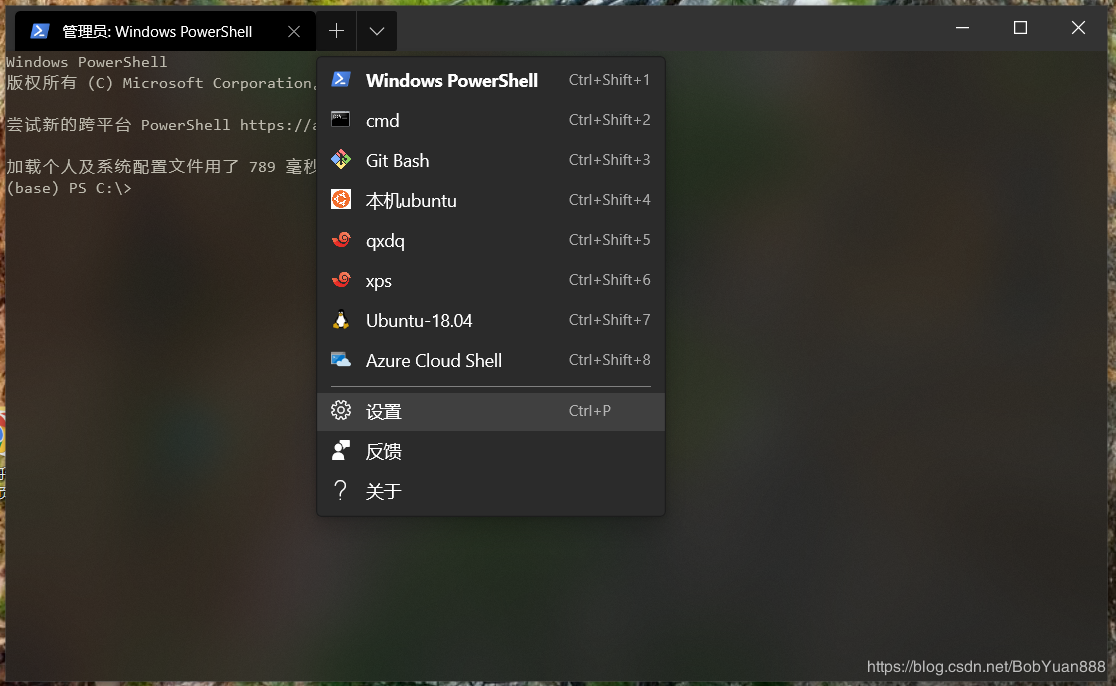 管理员: Windows PowerShell
Windows PowerShell
版权所有 (C) Microsoft Corporation。
尝试新的跨平台 PowerShell https://a
加载个人及系统配置文件用了 789 毫秒
(base) PS C:\>
Windows PowerShell Ctrl+Shift+1
cmd Ctrl+Shift+2
Git Bash Ctrl+Shift+3
本机ubuntu Ctrl+Shift+4
qxdq Ctrl+Shift+5
xps Ctrl+Shift+6
Ubuntu-18.04 Ctrl+Shift+7
Azure Cloud Shell Ctrl+Shift+8
设置 Ctrl+P
反馈
关于
https://blog.csdn.net/BobYuan888